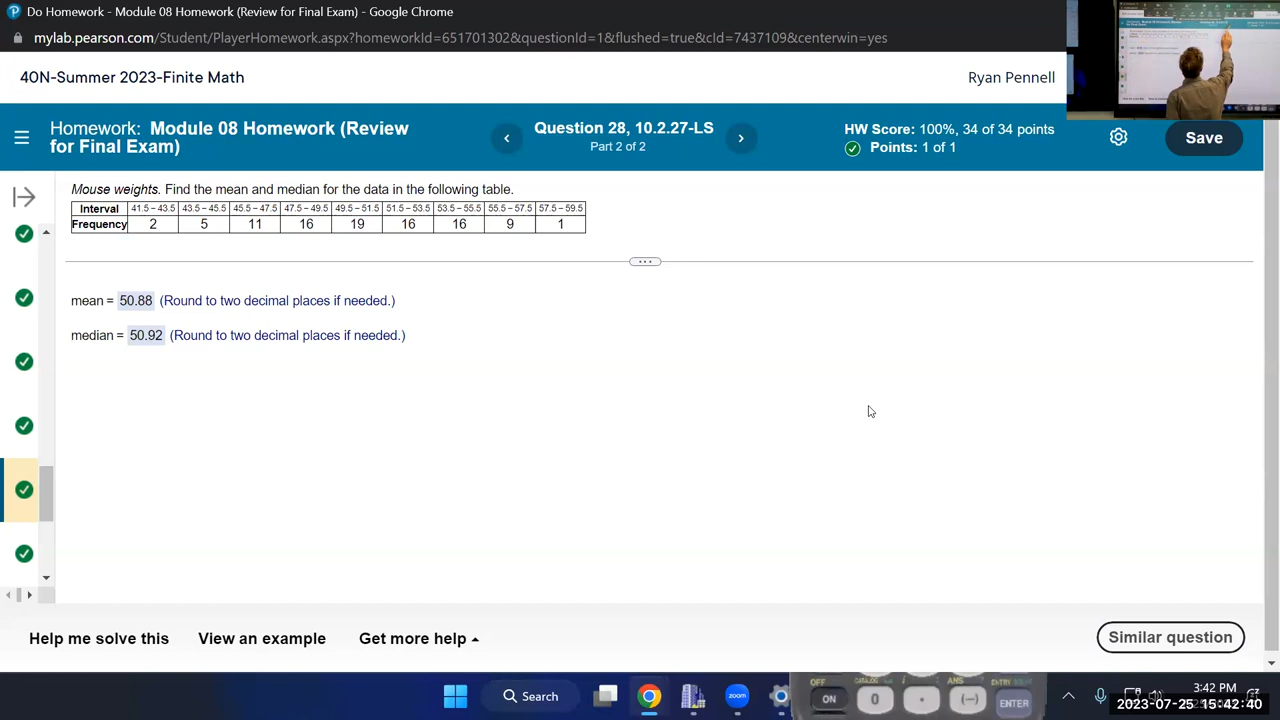 Do Homework - Module 08 Homework (Review for Final Exam) - Google Chrome
mylab.pearson.com/Student/PlayerHomework.aspx?homeworkId=651174466&questionId=1&flushed=true&cId=7437109&centerwin=yes
40N-Summer 2023-Finite Math
Ryan Pennell
Homework: Module 08 Homework (Review
for Final Exam)
Question 28, 10.2.27-LS
Part 2 of 2
HW Score: 100%, 34 of 34 points
Points: 1 of 1
Save
Mouse weights. Find the mean and median for the data in the following table.
Interval 41.5 – 43.5 43.5 – 45.5 45.5 – 47.5 47.5 – 49.5 49.5 – 51.5 51.5 – 53.5 53.5 – 55.5 55.5 – 57.5 57.5 – 59.5
Frequency 2 5 11 16 19 16 16 9 1
mean = 50.88 (Round to two decimal places if needed.)
median = 50.92 (Round to two decimal places if needed.)
Help me solve this
View an example
Get more help
Similar question
Search
zoom
OFF
ON
CATALOG
0
.
ANS
(−)
ENTER
3:42 PM
2023-07-25 15:42:40